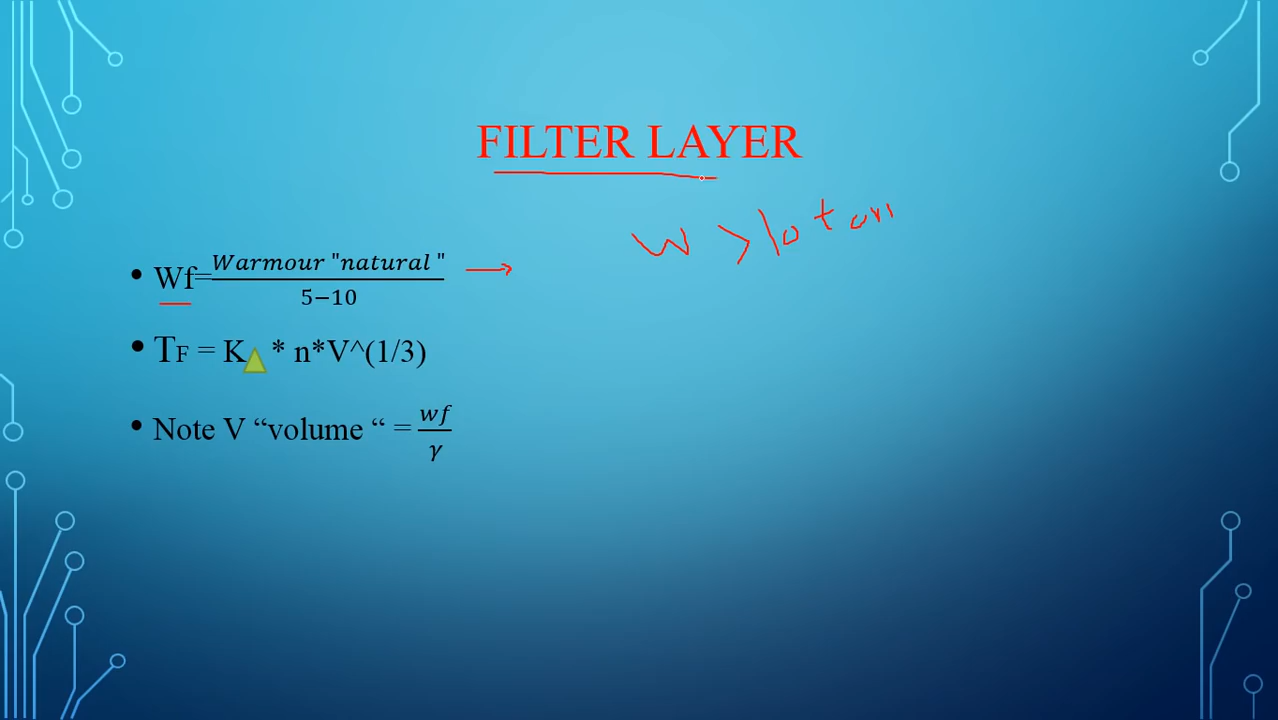 FILTER LAYER
W > 10 ton
• Wf = Warmour "natural " / 5−10
• TF = K△ * n*V^(1/3)
• Note V “volume “ = wf / γ